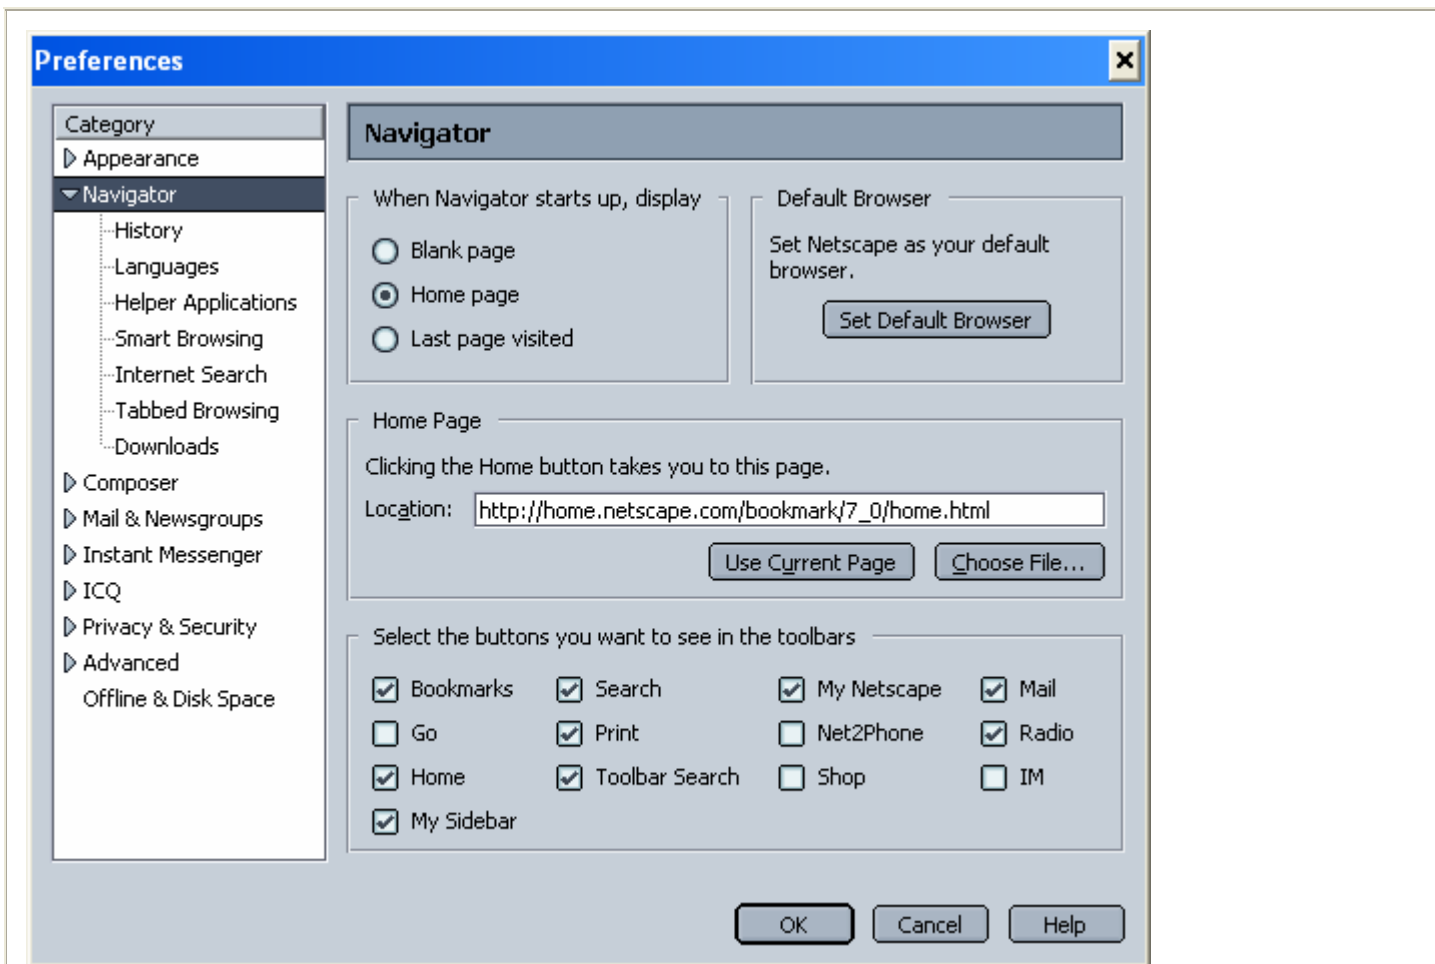 Preferences
Category
Appearance
Navigator
History
Languages
Helper Applications
Smart Browsing
Internet Search
Tabbed Browsing
Downloads
Composer
Mail & Newsgroups
Instant Messenger
ICQ
Privacy & Security
Advanced
Offline & Disk Space
Navigator
When Navigator starts up, display
Blank page
Home page
Last page visited
Default Browser
Set Netscape as your default
browser.
Set Default Browser
Home Page
Clicking the Home button takes you to this page.
Location: http://home.netscape.com/bookmark/7_0/home.html
Use Current Page Choose File...
Select the buttons you want to see in the toolbars
Bookmarks Search My Netscape Mail
Go Print Net2Phone Radio
Home Toolbar Search Shop IM
My Sidebar
OK Cancel Help